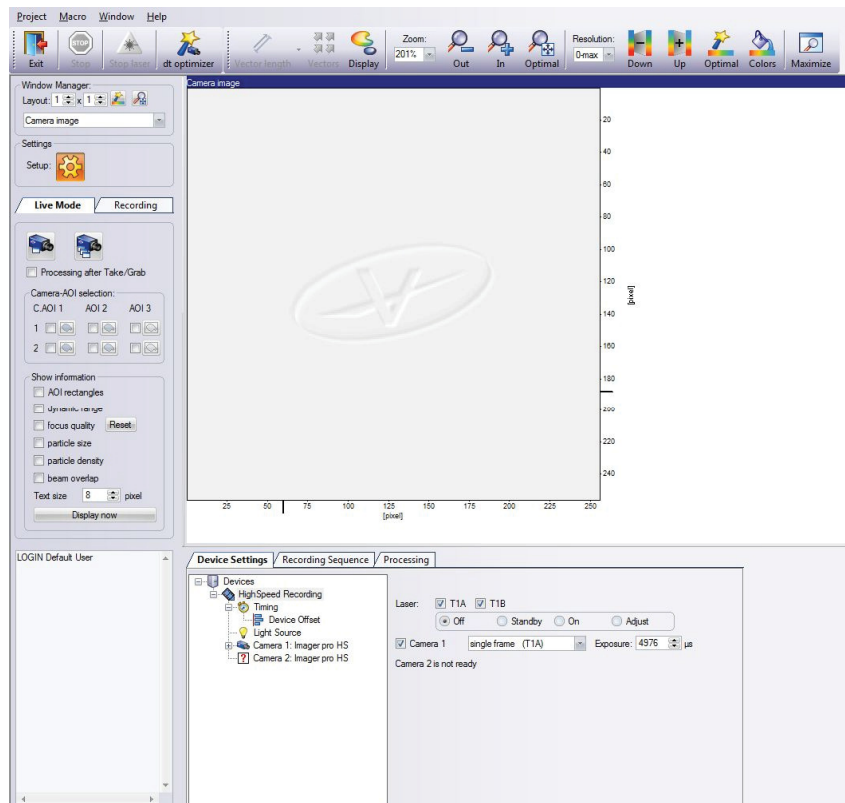 Project Macro Window Help
Exit Stop Stop laser dt optimizer Vector length Vectors Display Zoom: 201% Out In Optimal Resolution: 0-max Down Up Optimal Colors Maximize
Window Manager:
Layout: 1 x 1
Camera image
Settings
Setup:
Live Mode Recording
Processing after Take/Grab
Camera-AOI selection:
C.AOI 1 AOI 2 AOI 3
1
2
Show information
AOI rectangles
dynamic range
focus quality Reset
particle size
particle density
beam overlap
Text size 8 pixel
Display now
LOGIN Default User
Camera image
20
40
60
80
100
120
140
160
180
200
220
240
[pixel]
25 50 75 100 125 150 175 200 225 250
[pixel]
Device Settings Recording Sequence Processing
Devices
HighSpeed Recording
Timing
Device Offset
Light Source
Camera 1: Imager pro HS
Camera 2: Imager pro HS
Laser: T1A T1B
Off Standby On Adjust
Camera 1 single frame (T1A) Exposure: 4976 µs
Camera 2 is not ready